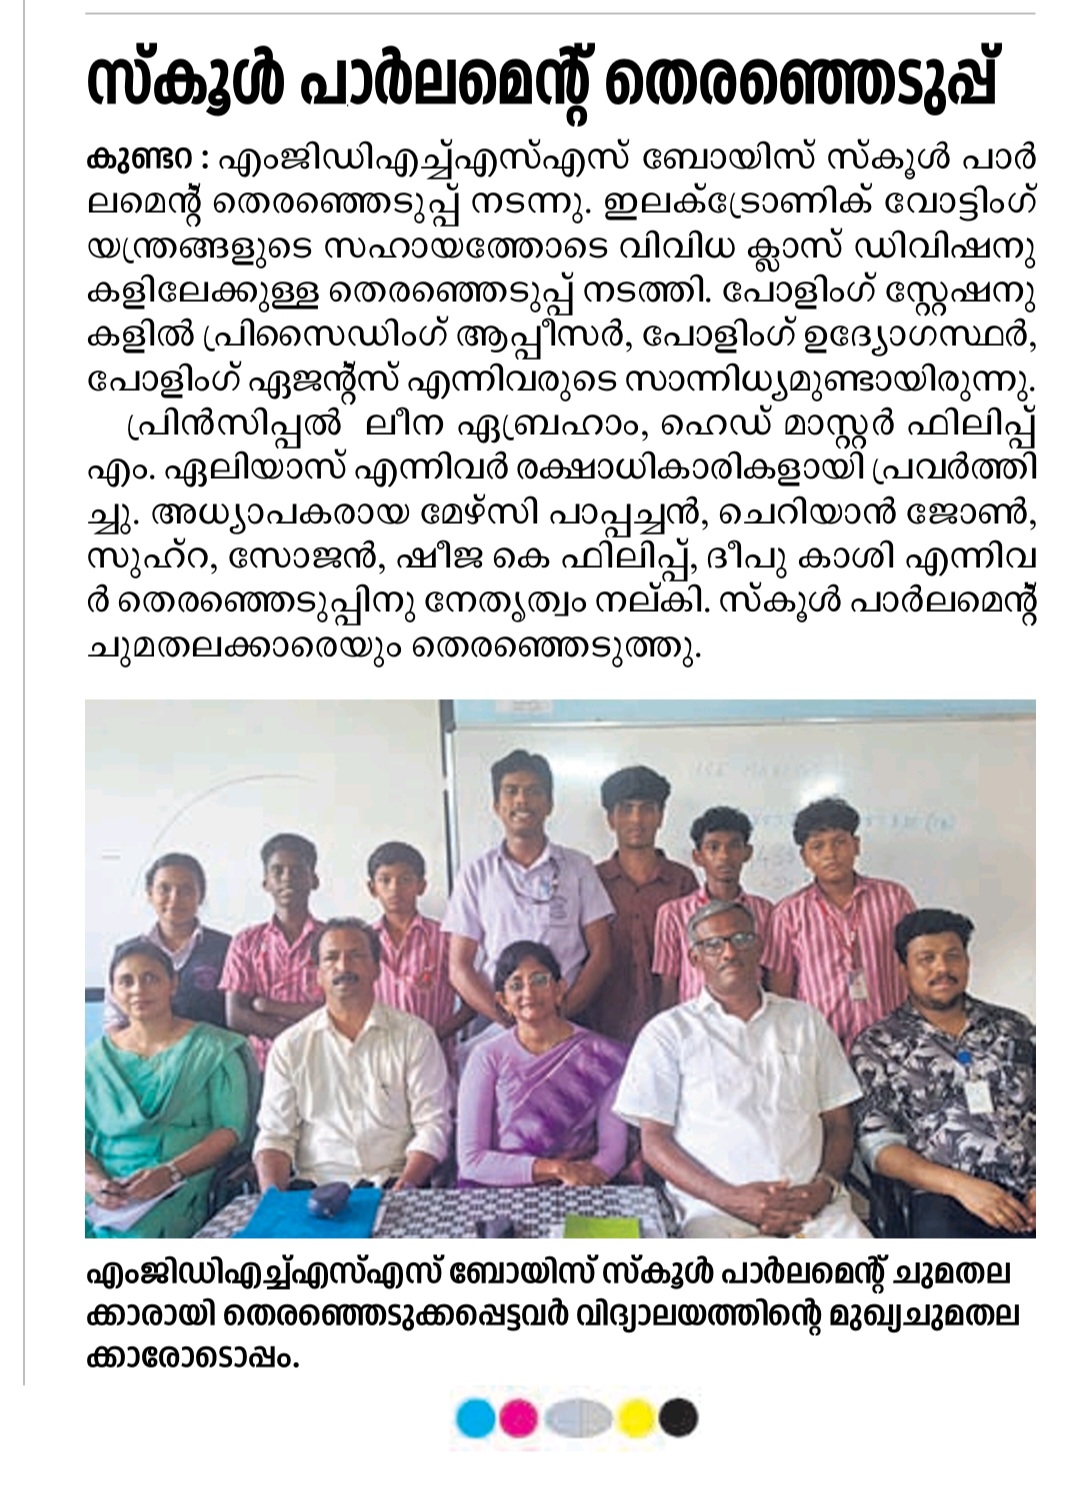 സ്കൂൾ പാർലമെന്റ് തെരഞ്ഞെടുപ്പ്
കുണ്ടറ : എംജിഡിഎച്ച്എസ്എസ് ബോയിസ് സ്കൂൾ പാർ
ലമെന്റ് തെരഞ്ഞെടുപ്പ് നടന്നു. ഇലക്ട്രോണിക് വോട്ടിംഗ്
യന്ത്രങ്ങളുടെ സഹായത്തോടെ വിവിധ ക്ലാസ് ഡിവിഷനു
കളിലേക്കുള്ള തെരഞ്ഞെടുപ്പ് നടത്തി. പോളിംഗ് സ്റ്റേഷനു
കളിൽ പ്രിസൈഡിംഗ് ആപ്പീസർ, പോളിംഗ് ഉദ്യോഗസ്ഥർ,
പോളിംഗ് ഏജന്റ്സ് എന്നിവരുടെ സാന്നിധ്യമുണ്ടായിരുന്നു.
പ്രിൻസിപ്പൽ ലീന ഏബ്രഹാം, ഹെഡ് മാസ്റ്റർ ഫിലിപ്പ്
എം. ഏലിയാസ് എന്നിവർ രക്ഷാധികാരികളായി പ്രവർത്തി
ച്ചു. അധ്യാപകരായ മേഴ്സി പാപ്പച്ചൻ, ചെറിയാൻ ജോൺ,
സുഹ്റ, സോജൻ, ഷീജ കെ ഫിലിപ്പ്, ദീപു കാശി എന്നിവ
ർ തെരഞ്ഞെടുപ്പിനു നേതൃത്വം നല്കി. സ്കൂൾ പാർലമെന്റ്
ചുമതലക്കാരെയും തെരഞ്ഞെടുത്തു.
എംജിഡിഎച്ച്എസ്എസ് ബോയിസ് സ്കൂൾ പാർലമെന്റ് ചുമതല
ക്കാരായി തെരഞ്ഞെടുക്കപ്പെട്ടവർ വിദ്യാലയത്തിന്റെ മുഖ്യചുമതല
ക്കാരോടൊപ്പം.